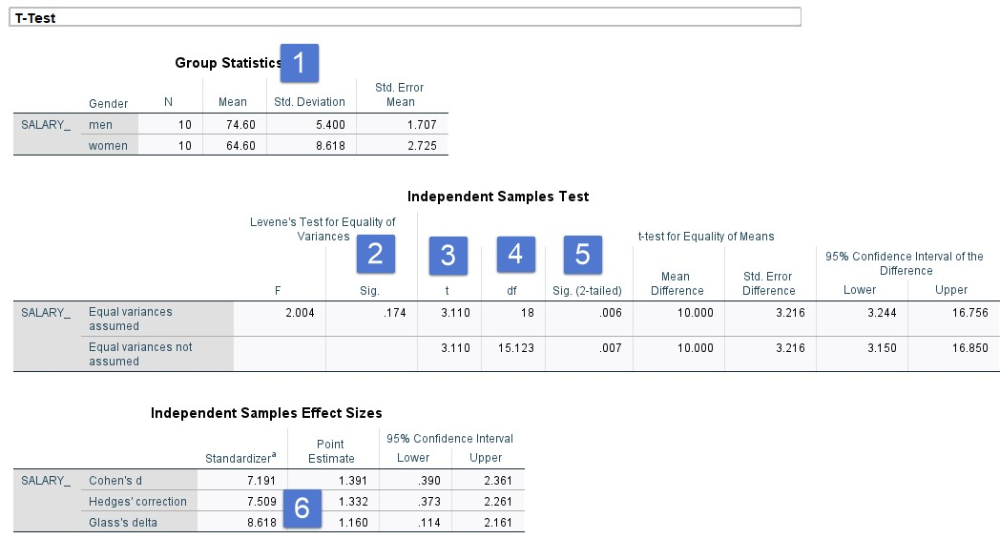 T-Test
Group Statistics 1
Std. Error
Gender N Mean Std. Deviation Mean
SALARY_ men 10 74.60 5.400 1.707
women 10 64.60 8.618 2.725
Independent Samples Test
Levene's Test for Equality of
Variances t-test for Equality of Means
2 3 4 5
95% Confidence Interval of the
Mean Std. Error Difference
F Sig. t df Sig. (2-tailed) Difference Difference Lower Upper
SALARY_ Equal variances 2.004 .174 3.110 18 .006 10.000 3.216 3.244 16.756
assumed
Equal variances not 3.110 15.123 .007 10.000 3.216 3.150 16.850
assumed
Independent Samples Effect Sizes
Point 95% Confidence Interval
Standardizerª Estimate Lower Upper
SALARY_ Cohen's d 7.191 1.391 .390 2.361
Hedges' correction 7.509 1.332 .373 2.261
6
Glass's delta 8.618 1.160 .114 2.161